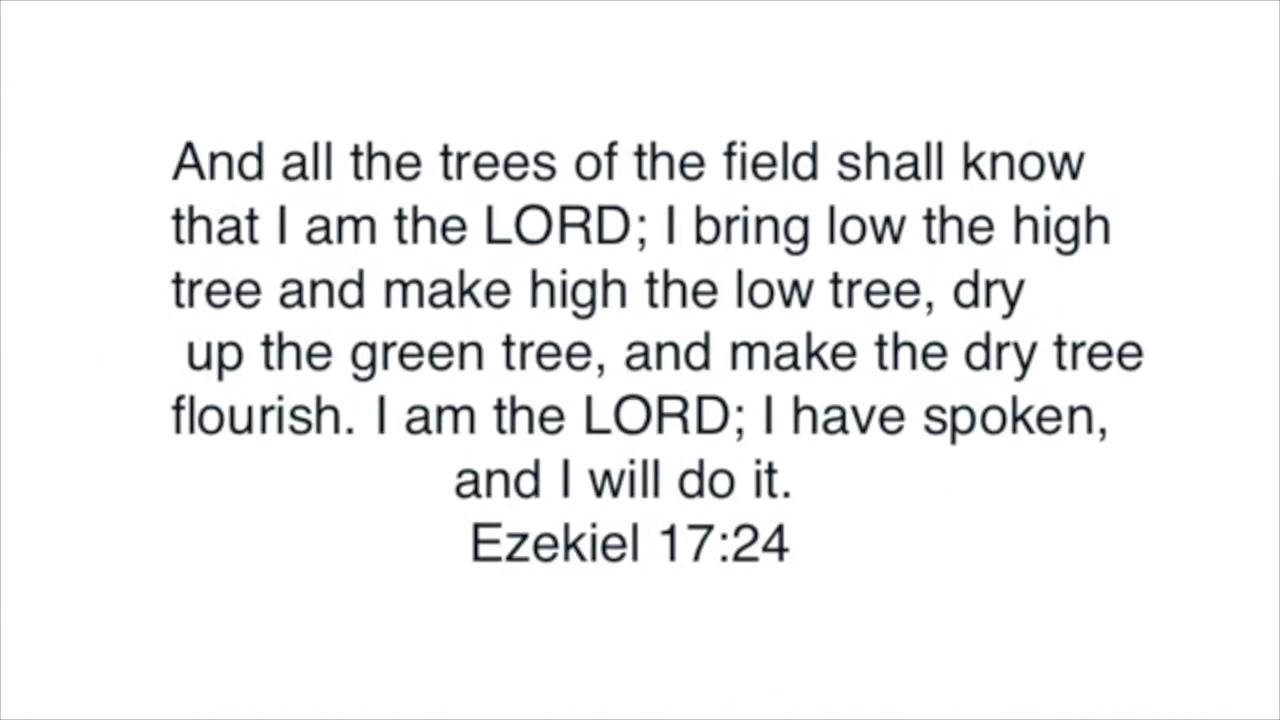 And all the trees of the field shall know
that I am the LORD; I bring low the high
tree and make high the low tree, dry
up the green tree, and make the dry tree
flourish. I am the LORD; I have spoken,
and I will do it.
Ezekiel 17:24